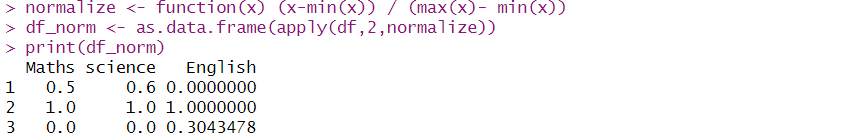 > normalize <- function(x) (x-min(x)) / (max(x)- min(x))
> df_norm <- as.data.frame(apply(df,2,normalize))
> print(df_norm)
  Maths science   English
1   0.5     0.6 0.0000000
2   1.0     1.0 1.0000000
3   0.0     0.0 0.3043478